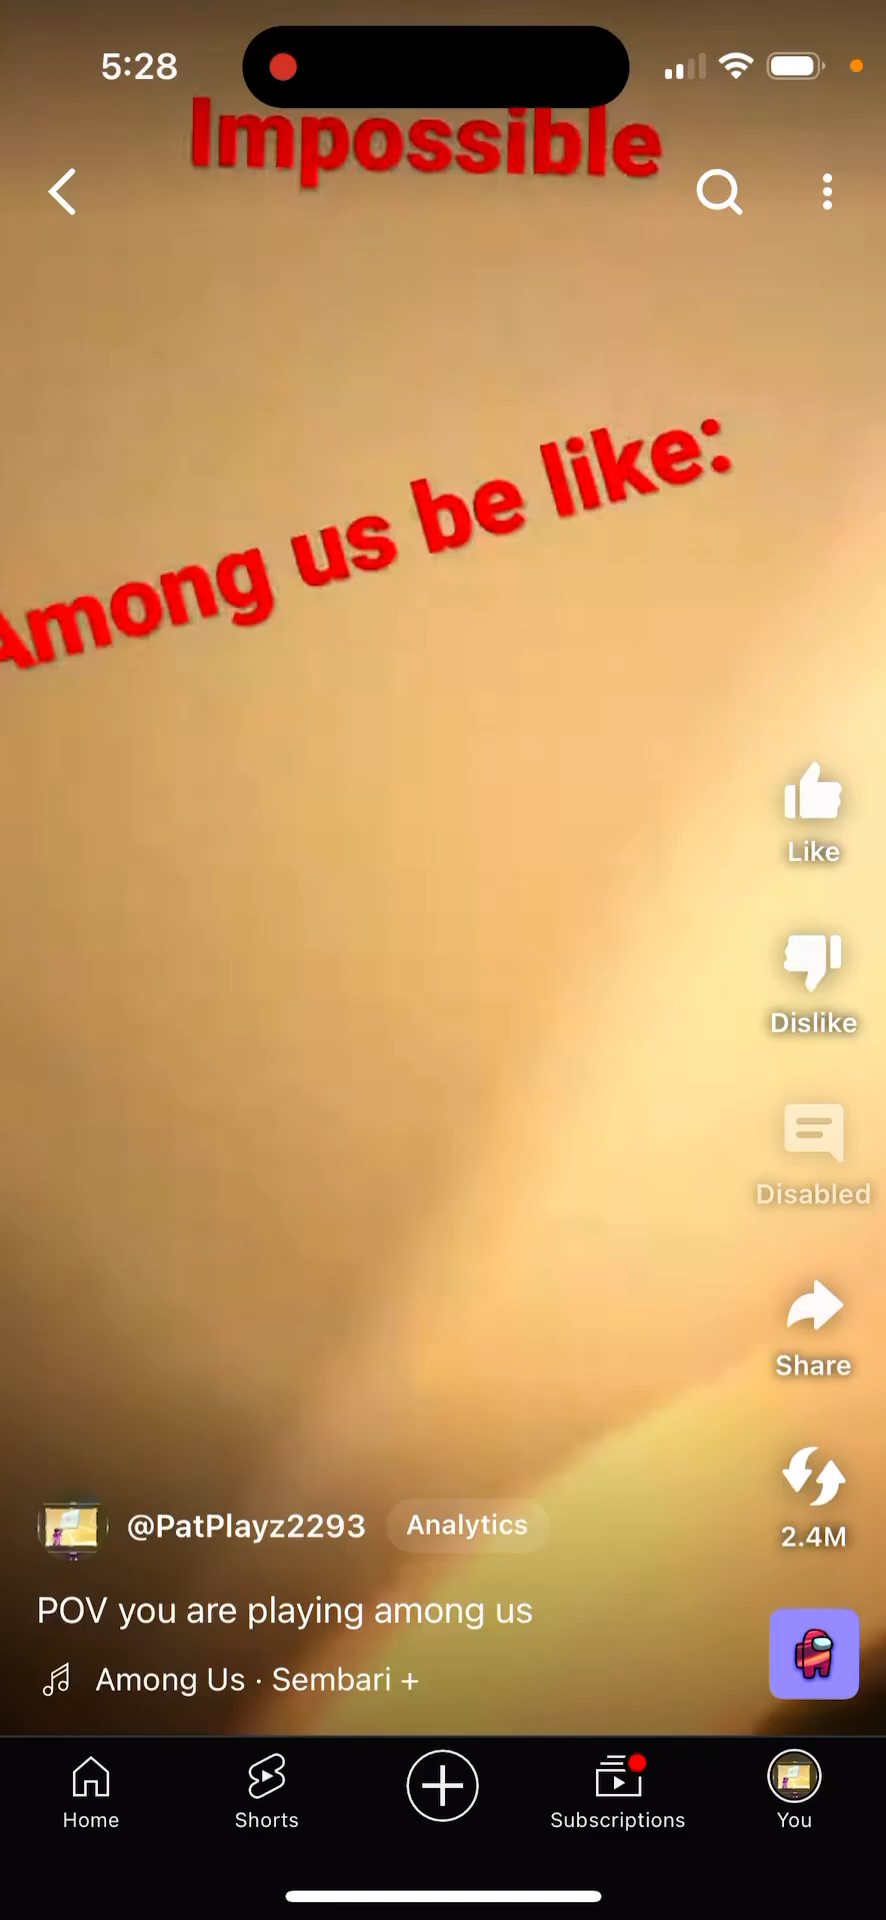 5:28
Impossible
Among us be like:
Like
Dislike
Disabled
Share
2.4M
@PatPlayz2293
Analytics
POV you are playing among us
Among Us · Sembari +
Home
Shorts
Subscriptions
You